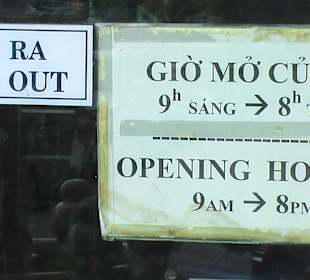 RA
OUT
GIỜ MỞ
9h SÁNG → 8h
OPENING
9AM → 8PM